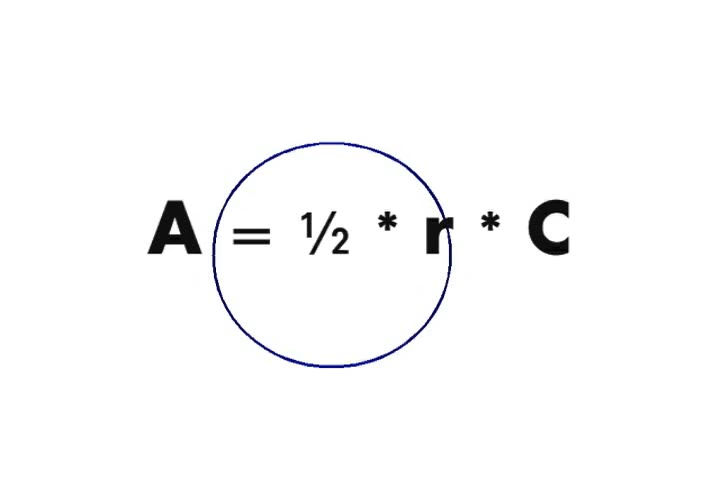 A = ½ * r * C